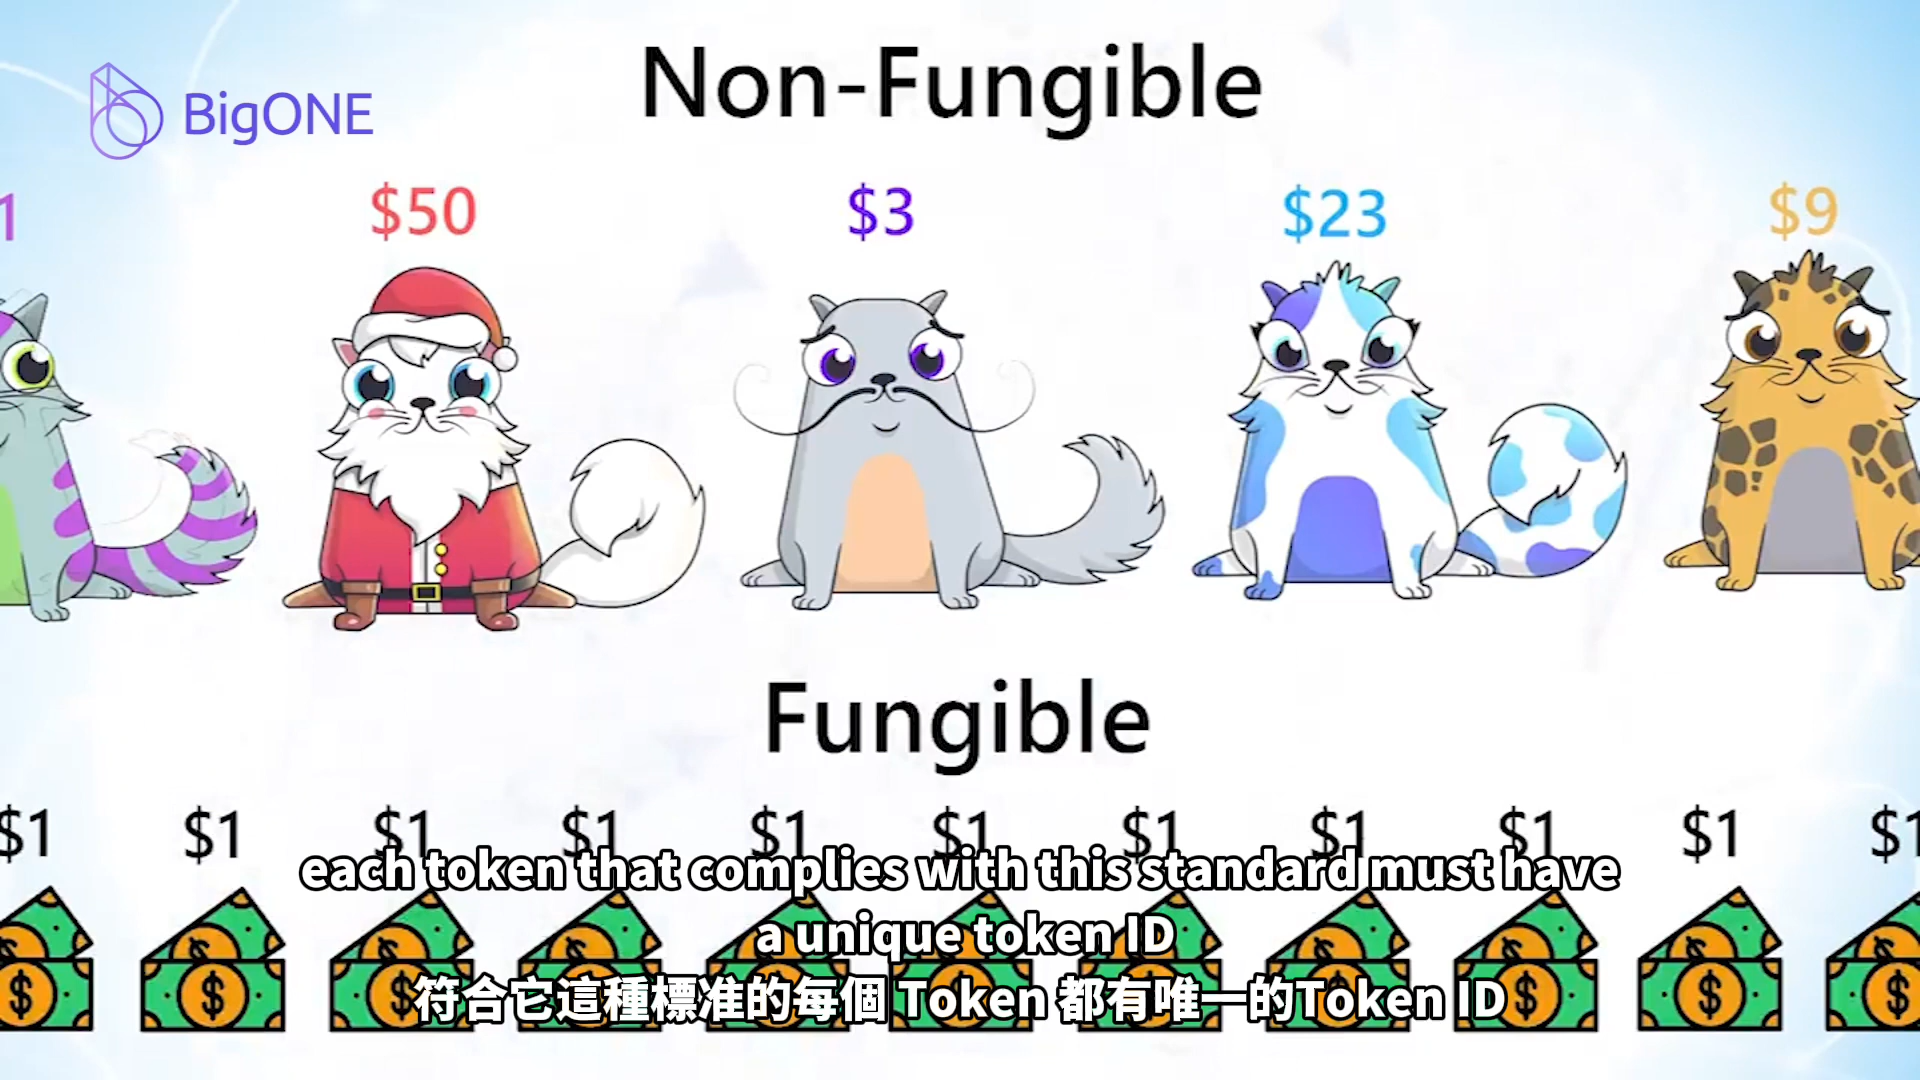 BigONE
Non-Fungible
1 $50 $3 $23 $9
Fungible
$1 $1 $1 $1 $1 $1 $1 $1 $1 $1 $1
each token that complies with this standard must have
a unique token ID
符合它這種標准的每個 Token 都有唯一的Token ID